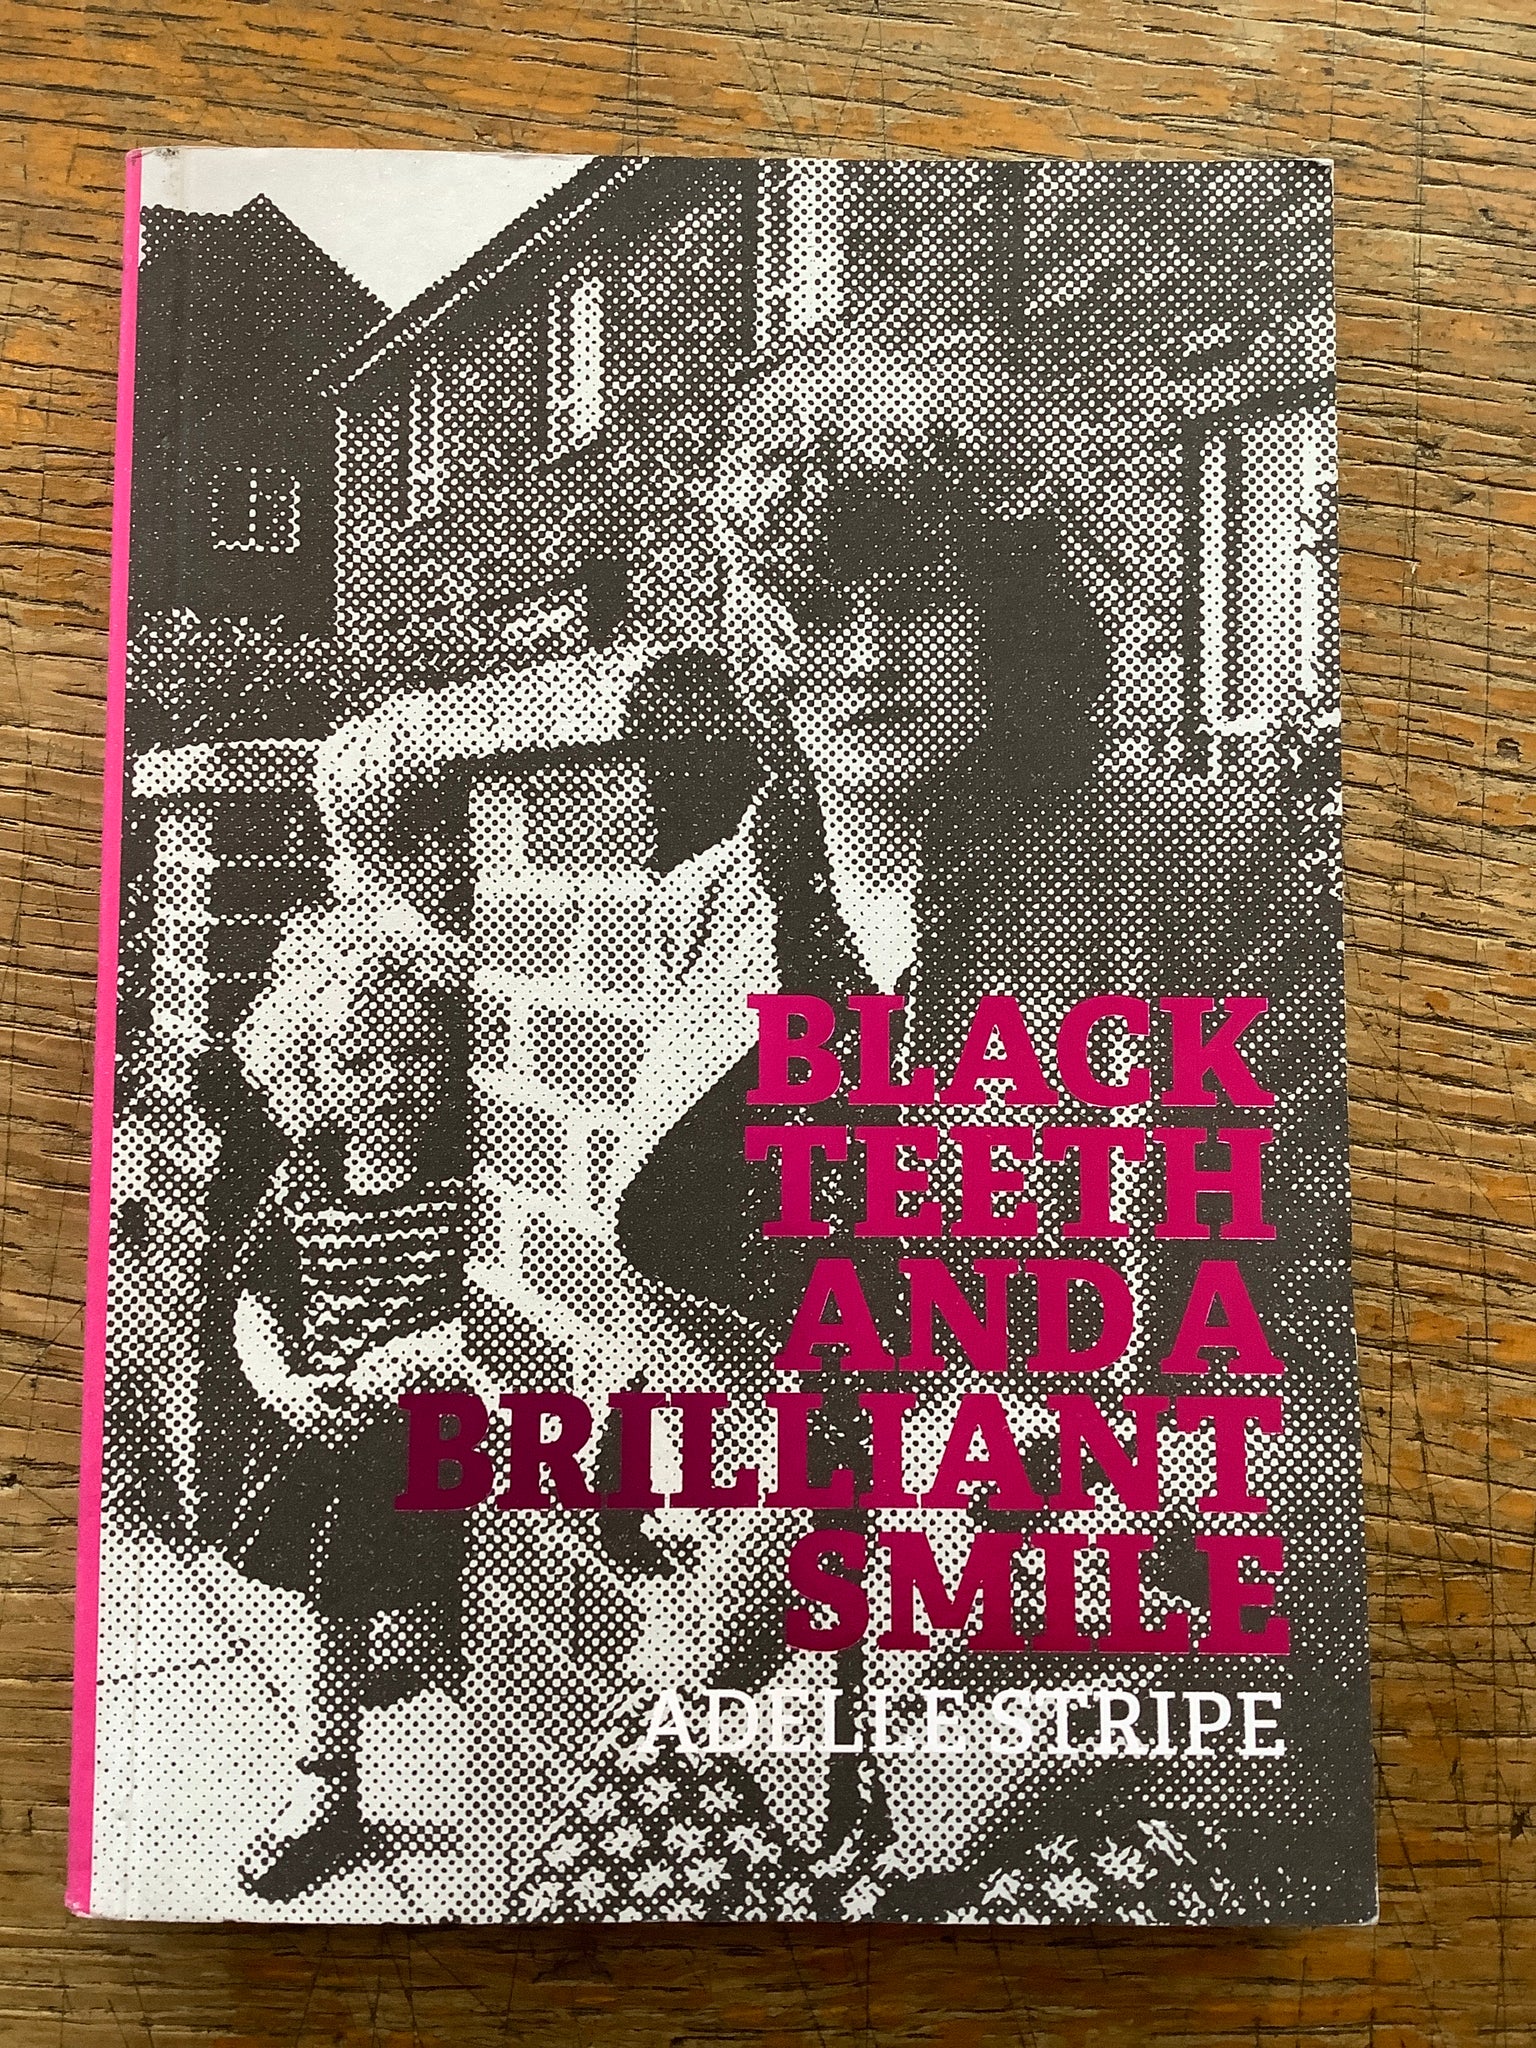 BLACK
TEETH
AND A
BRILLIANT
SMILE
ADELLE STRIPE